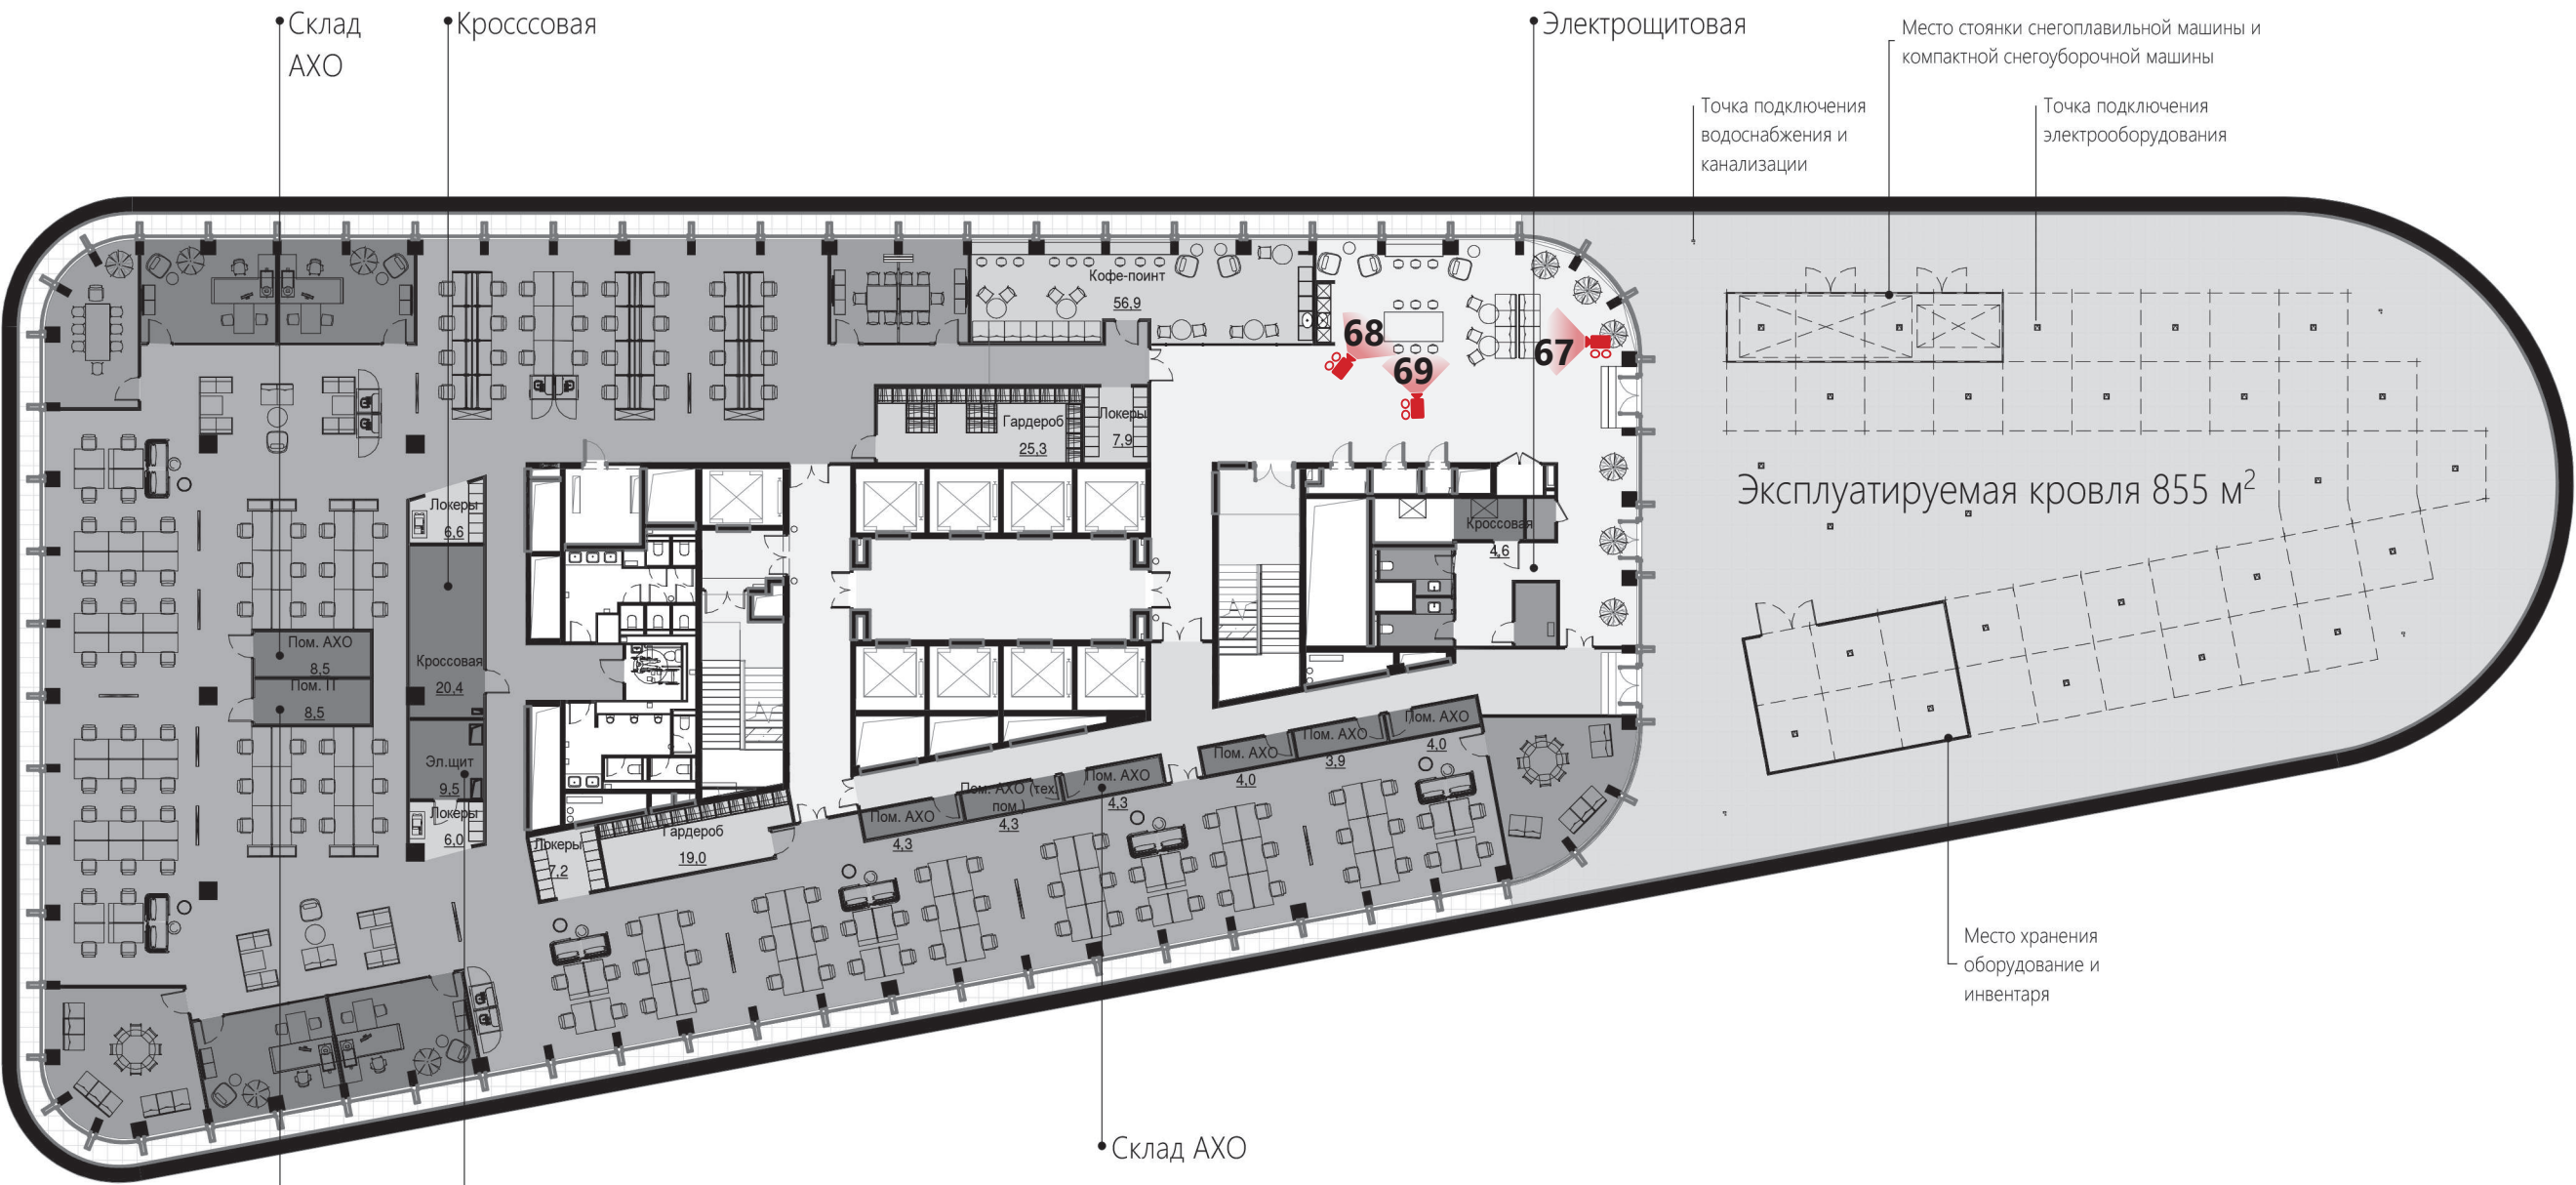 Склад
АХО
Кросссовая
Электрощитовая
Место стоянки снегоплавильной машины и
компактной снегоуборочной машины
Точка подключения
водоснабжения и
канализации
Точка подключения
электрооборудования
Кофе-поинт
56,9
68
69
67
Гардероб
25,3
Локеры
7,9
Локеры
6,6
Кроссовая
4,6
Эксплуатируемая кровля 855 м²
Пом. АХО
8,5
Пом. IT
8,5
Кроссовая
20,4
Эл.щит
9,5
Локеры
6,0
Локеры
7,2
Гардероб
19,0
Пом. АХО
4,3
Пом. АХО (тех.
пом.)
4,3
Пом. АХО
4,3
Пом. АХО
4,0
Пом. АХО
3,9
Пом. АХО
4,0
Место хранения
оборудование и
инвентаря
Склад АХО